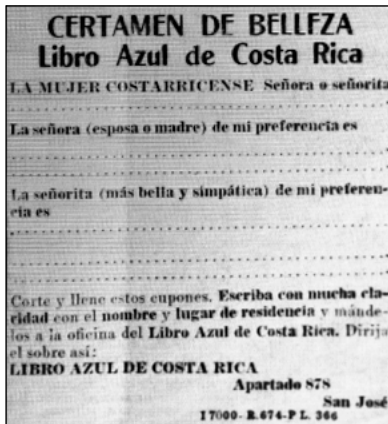 CERTAMEN DE BELLEZA
Libro Azul de Costa Rica
LA MUJER COSTARRICENSE Señora o señorita
La señora (esposa o madre) de mi preferencia es
La señorita (más bella y simpática) de mi preferen-
cia es
Corte y llene estos cupones. Escriba con mucha cla-
ridad con el nombre y lugar de residencia y mánde-
los a la oficina del Libro Azul de Costa Rica. Dirija
el sobre así:
LIBRO AZUL DE COSTA RICA
Apartado 878
San José
17000-R.674-P L. 366